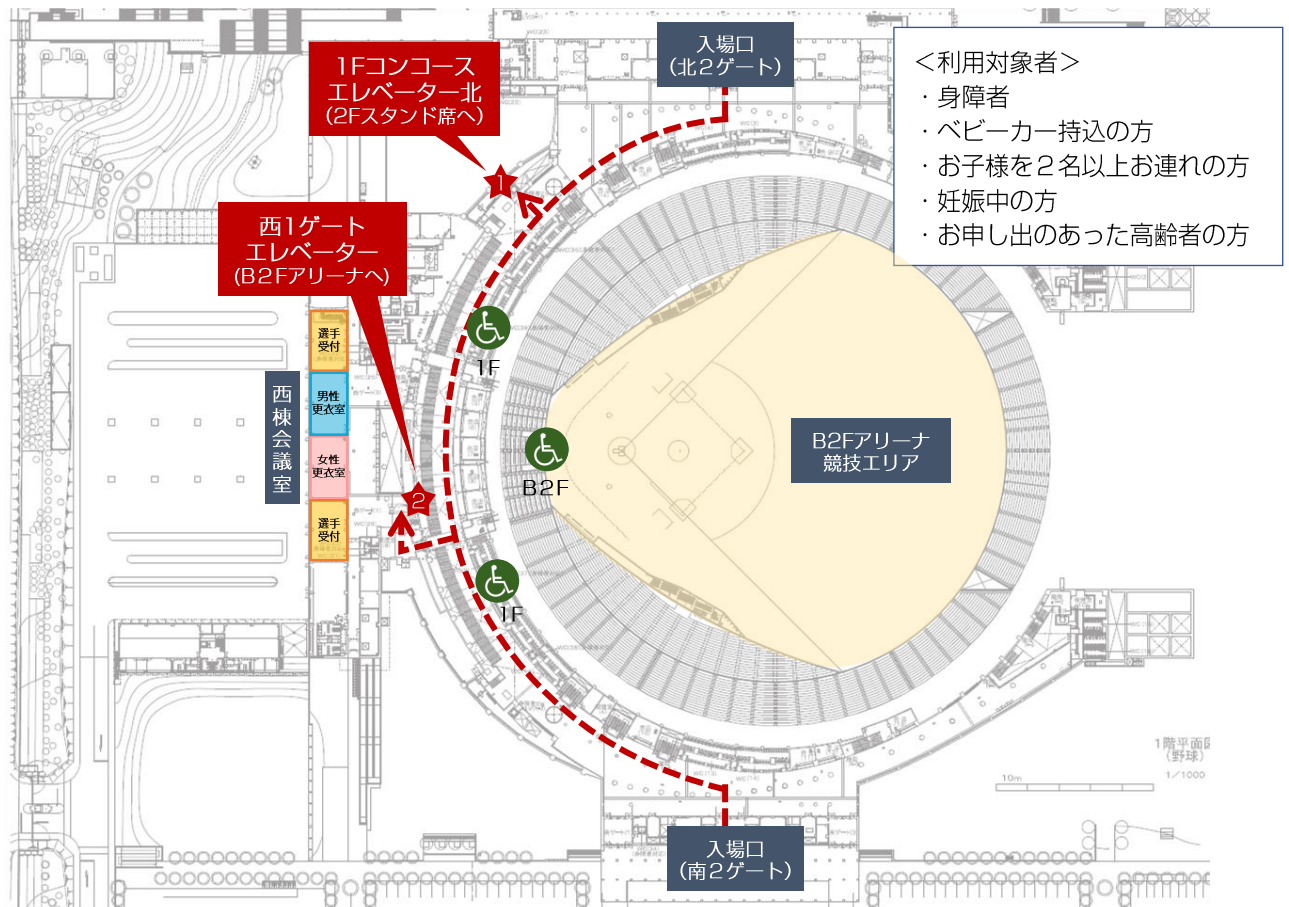 入場口
(北2ゲート)
＜利用対象者＞
・身障者
・ベビーカー持込の方
・お子様を２名以上お連れの方
・妊娠中の方
・お申し出のあった高齢者の方
1Fコンコース
エレベーター北
(2Fスタンド席へ)
1
西1ゲート
エレベーター
(B2Fアリーナへ)
選手
受付
男性
更衣室
女性
更衣室
選手
受付
西棟会議室
1F
B2F
2
1F
B2Fアリーナ
競技エリア
1階平面図
(野球)
10m
1/1000
入場口
(南2ゲート)